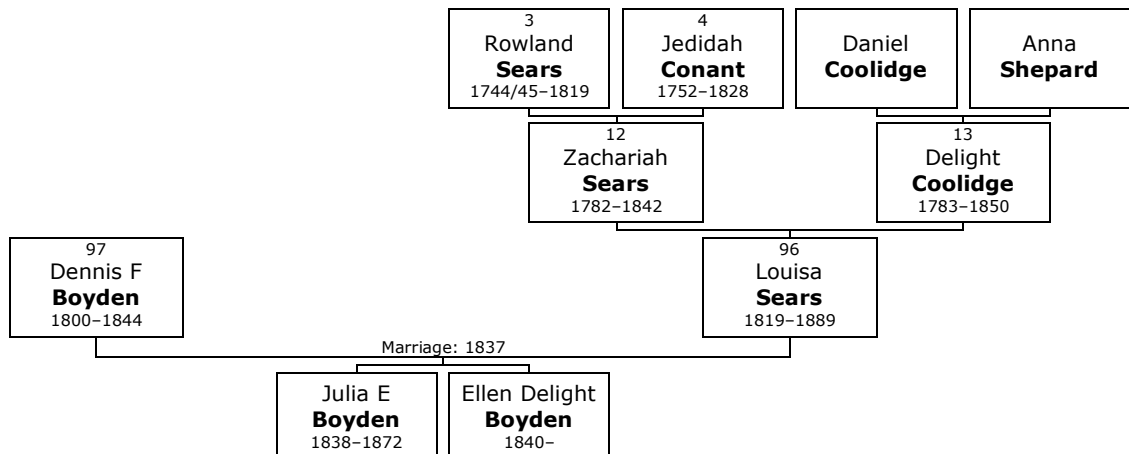 3
Rowland
Sears
1744/45–1819
4
Jedidah
Conant
1752–1828
Daniel
Coolidge
Anna
Shepard
12
Zachariah
Sears
1782–1842
13
Delight
Coolidge
1783–1850
97
Dennis F
Boyden
1800–1844
96
Louisa
Sears
1819–1889
Marriage: 1837
Julia E
Boyden
1838–1872
Ellen Delight
Boyden
1840–